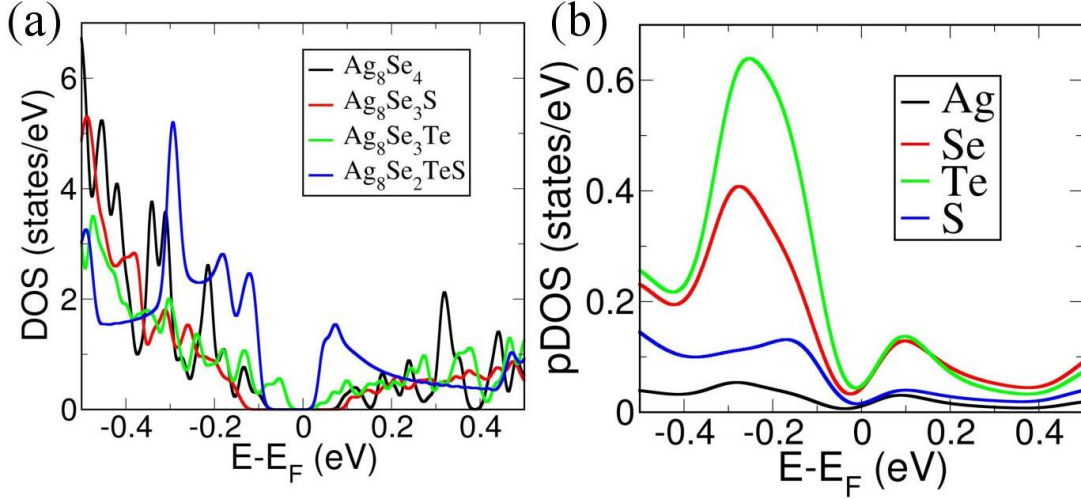 (a)
6
4
2
0
DOS (states/eV)
Ag₈Se₄
Ag₈Se₃S
Ag₈Se₃Te
Ag₈Se₂TeS
-0.4 -0.2 0 0.2 0.4
E-E_F (eV)
(b)
0.6
0.4
0.2
0
pDOS (states/eV)
Ag
Se
Te
S
-0.4 -0.2 0 0.2 0.4
E-E_F (eV)